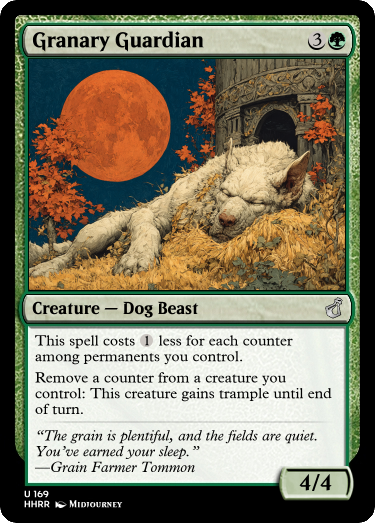 Granary Guardian 3
Creature — Dog Beast
This spell costs 1 less for each counter
among permanents you control.
Remove a counter from a creature you
control: This creature gains trample until end
of turn.
“The grain is plentiful, and the fields are quiet.
You’ve earned your sleep.”
—Grain Farmer Tommon
4/4
U 169
HHRR Midjourney